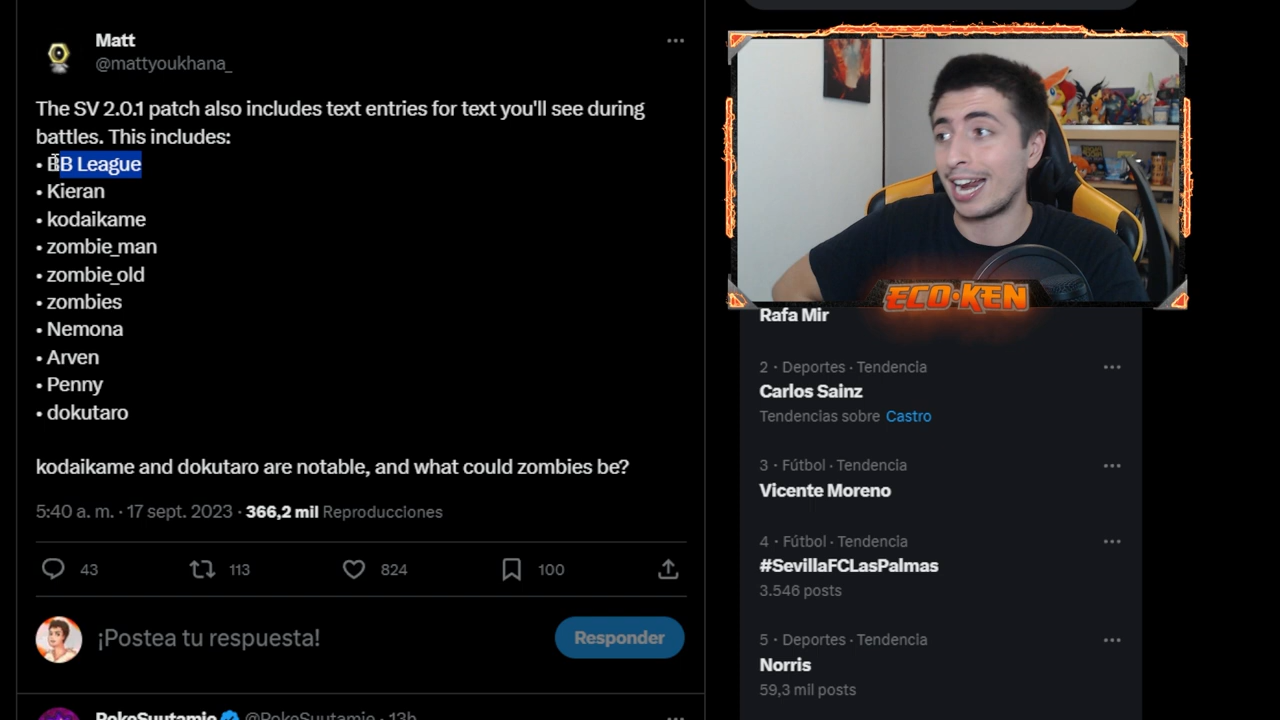 Matt
@mattyoukhana_
The SV 2.0.1 patch also includes text entries for text you'll see during
battles. This includes:
• BB League
• Kieran
• kodaikame
• zombie_man
• zombie_old
• zombies
• Nemona
• Arven
• Penny
• dokutaro
kodaikame and dokutaro are notable, and what could zombies be?
5:40 a. m. · 17 sept. 2023 · 366,2 mil Reproducciones
43 113 824 100
¡Postea tu respuesta!
Responder
PokeSuutamie @PokeSuutamie · 13h
ECO·KEN
Rafa Mir
2 · Deportes · Tendencia
Carlos Sainz
Tendencias sobre Castro
3 · Fútbol · Tendencia
Vicente Moreno
4 · Fútbol · Tendencia
#SevillaFCLasPalmas
3.546 posts
5 · Deportes · Tendencia
Norris
59,3 mil posts